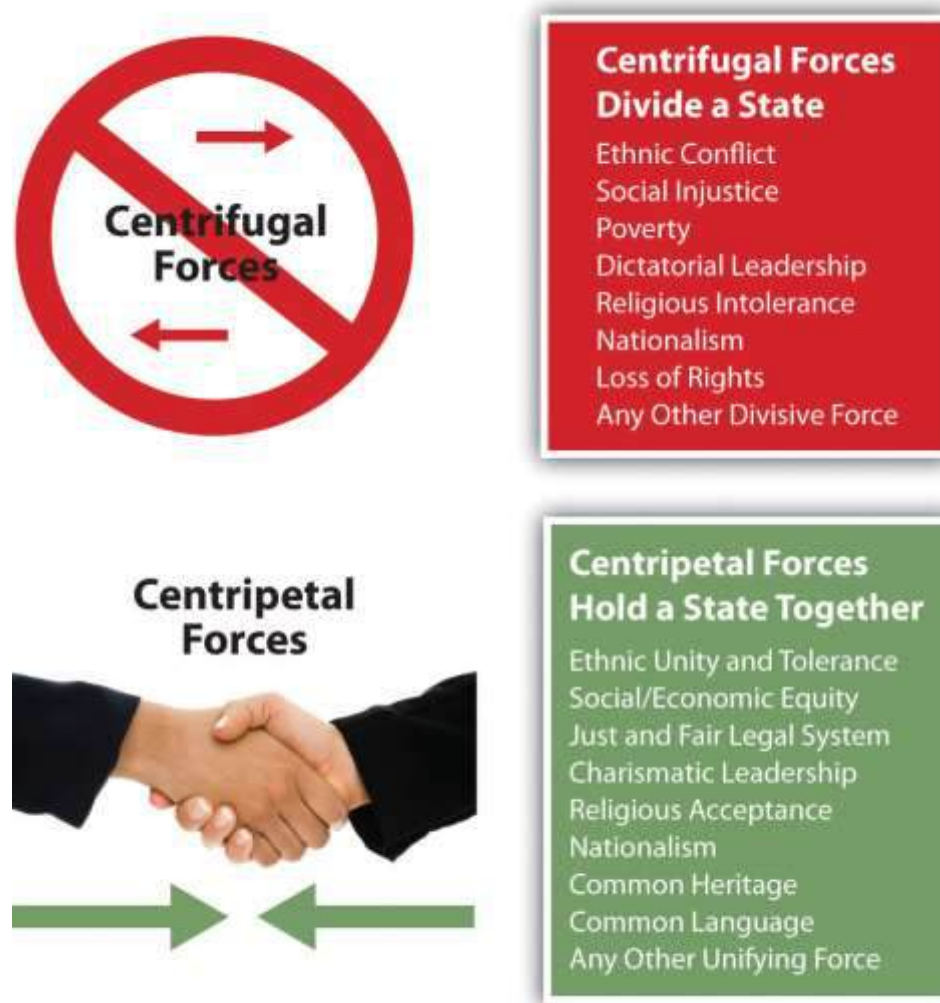 Centrifugal
Forces
Centrifugal Forces
Divide a State
Ethnic Conflict
Social Injustice
Poverty
Dictatorial Leadership
Religious Intolerance
Nationalism
Loss of Rights
Any Other Divisive Force
Centripetal
Forces
Centripetal Forces
Hold a State Together
Ethnic Unity and Tolerance
Social/Economic Equity
Just and Fair Legal System
Charismatic Leadership
Religious Acceptance
Nationalism
Common Heritage
Common Language
Any Other Unifying Force